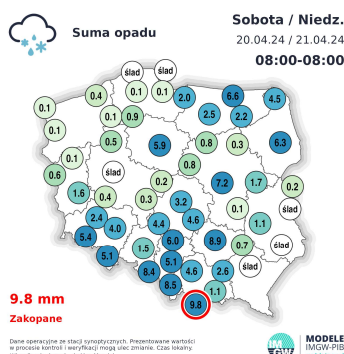 Suma opadu
Sobota / Niedz.
20.04.24 / 21.04.24
08:00-08:00
ślad ślad
0.4 0.1 0.1 2.0 6.6 4.5
0.1 0.1 0.9 2.5 2.2
0.1
0.5 5.9 0.8 0.3 6.3
0.1 0.8
0.6 ślad 0.2 7.2 1.7 0.2
1.6 0.4 0.3 3.2 0.1 ślad
2.4 4.0 4.4 4.6 1.1
5.4 1.5 6.0 8.9 0.7 ślad
5.1 8.4 5.1 4.6 2.6 ślad
8.5 1.1
9.8
9.8 mm
Zakopane
Dane operacyjne ze stacji synoptycznych. Prezentowane wartości
w procesie kontroli i weryfikacji mogą ulec zmianie. Czas lokalny.
IM
GW
MODELE
IMGW-PIB